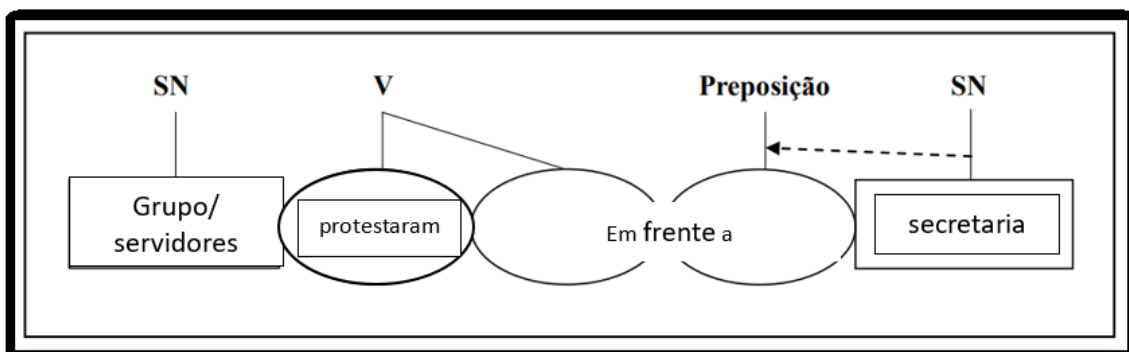 SN V Preposição SN
Grupo/
servidores
protestaram
Em frente a
secretaria